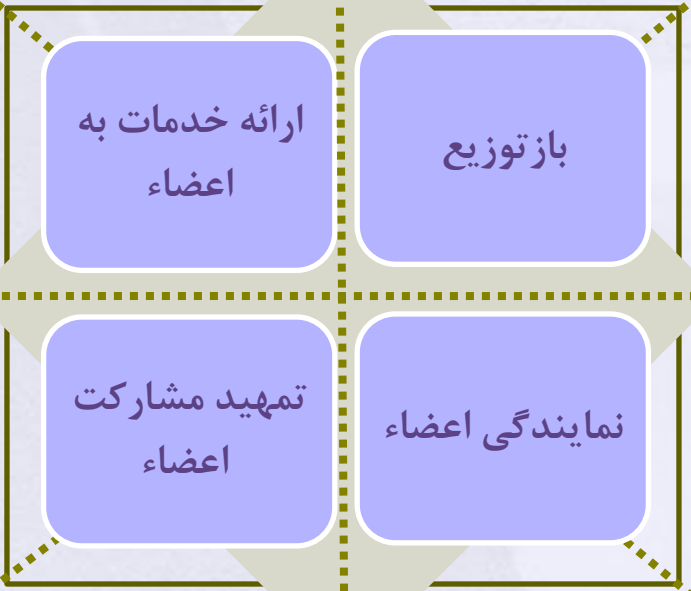 بازتوزیع
ارائه خدمات به
اعضاء
نمایندگی اعضاء
تمهید مشارکت
اعضاء